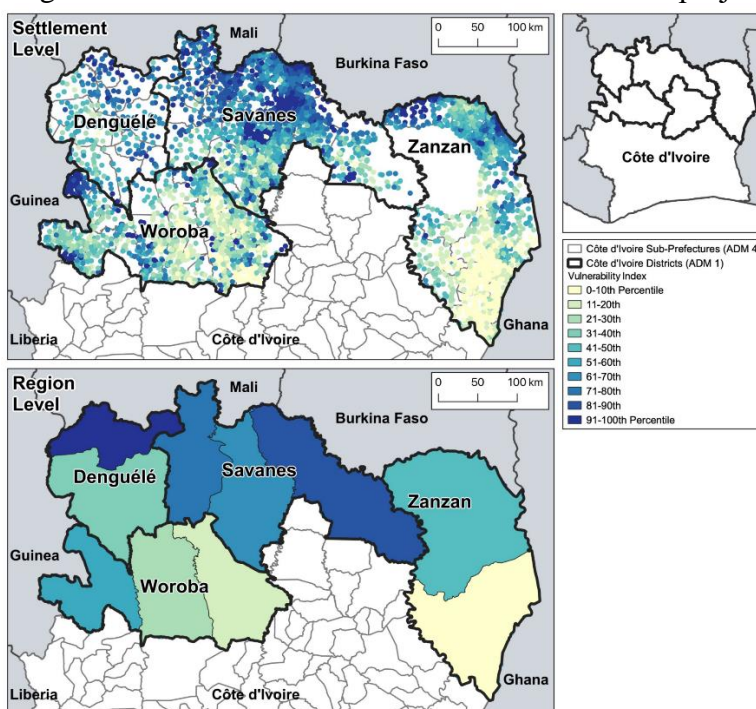 Settlement
Level
Mali
0 50 100 km
Burkina Faso
Denguélé
Savanes
Zanzan
Guinea
Woroba
Liberia
Côte d'Ivoire
Ghana
Côte d'Ivoire
Côte d'Ivoire Sub-Prefectures (ADM 4
Côte d'Ivoire Districts (ADM 1)
Vulnerability Index
0-10th Percentile
11-20th
21-30th
31-40th
41-50th
51-60th
61-70th
71-80th
81-90th
91-100th Percentile
Region
Level
Mali
0 50 100 km
Burkina Faso
Denguélé
Savanes
Zanzan
Guinea
Woroba
Liberia
Côte d'Ivoire
Ghana